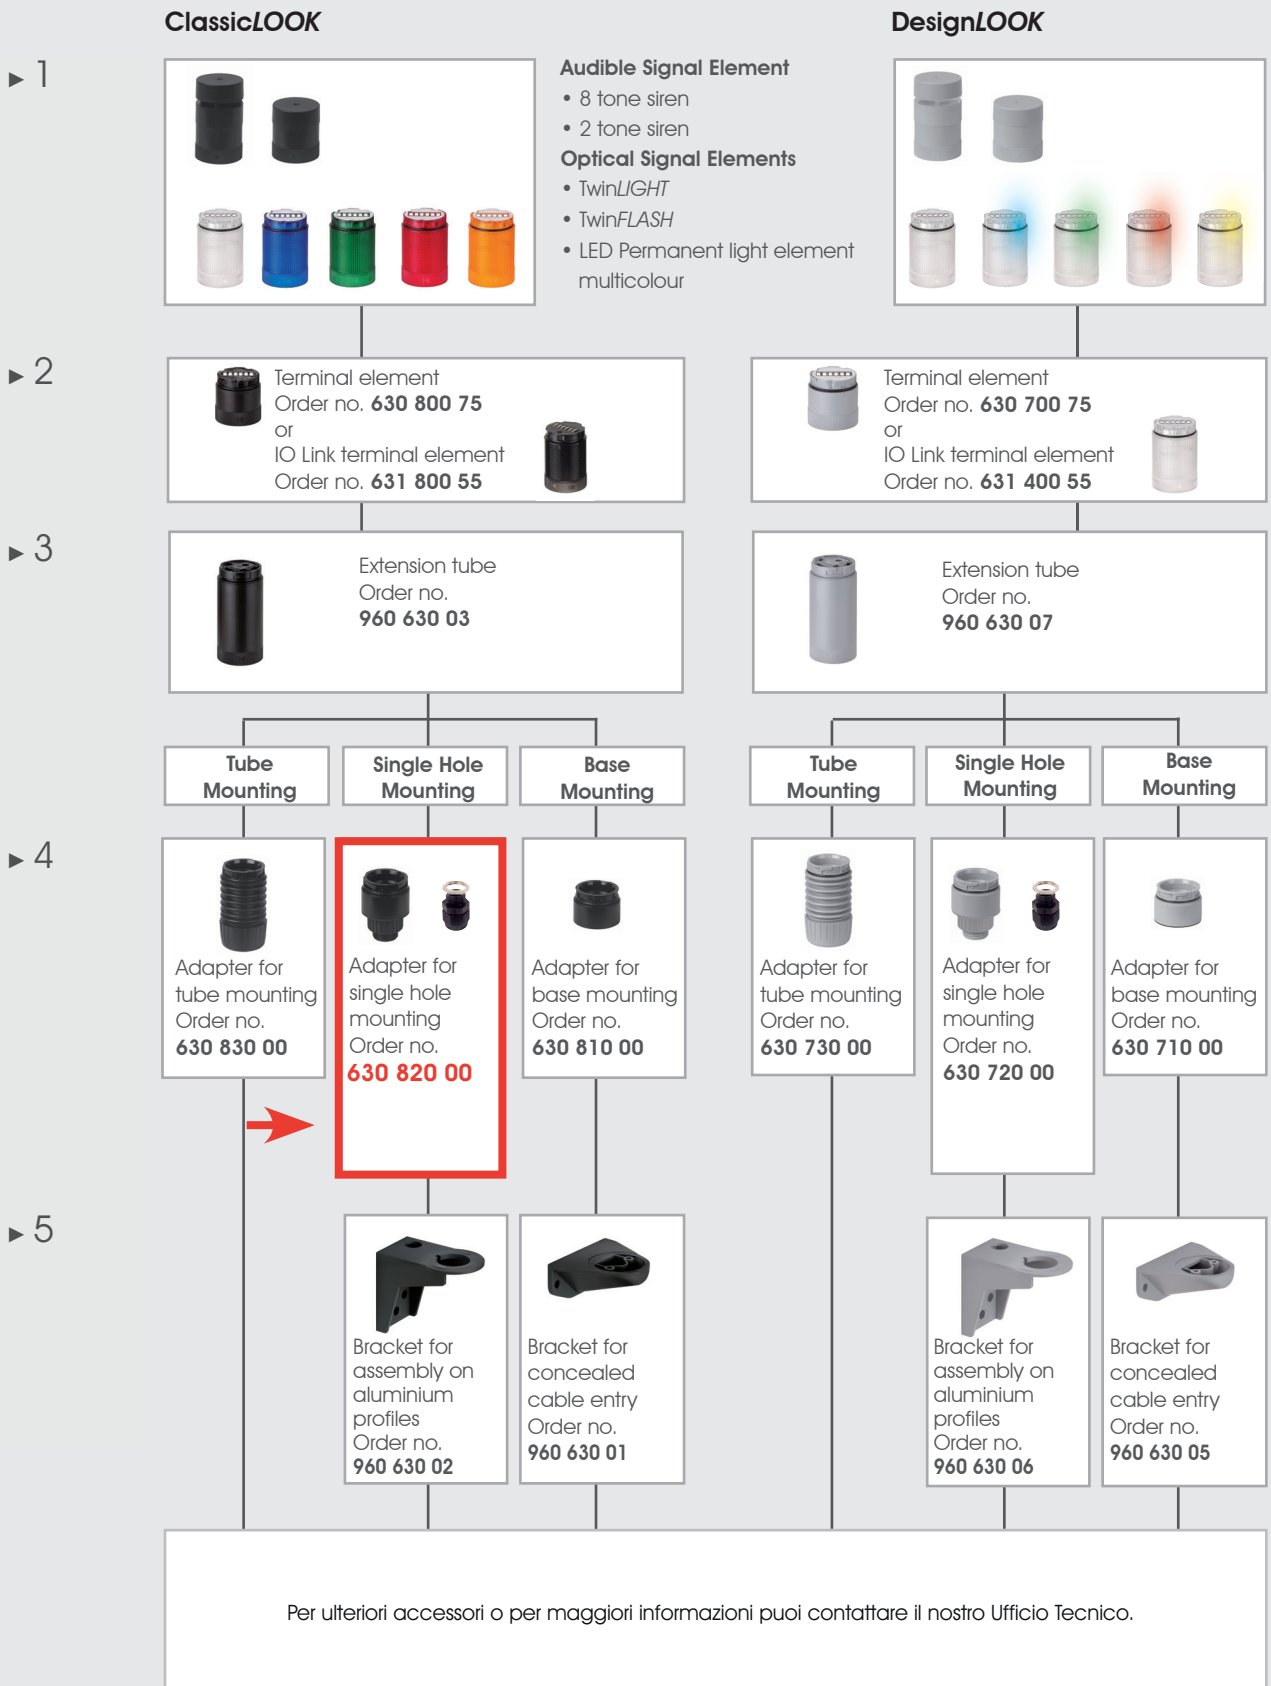 ClassicLOOK
DesignLOOK
► 1
Audible Signal Element
• 8 tone siren
• 2 tone siren
Optical Signal Elements
• TwinLIGHT
• TwinFLASH
• LED Permanent light element
multicolour
► 2
Terminal element
Order no. 630 800 75
or
IO Link terminal element
Order no. 631 800 55
Terminal element
Order no. 630 700 75
or
IO Link terminal element
Order no. 631 400 55
► 3
Extension tube
Order no.
960 630 03
Extension tube
Order no.
960 630 07
Tube
Mounting
Single Hole
Mounting
Base
Mounting
Tube
Mounting
Single Hole
Mounting
Base
Mounting
► 4
Adapter for
tube mounting
Order no.
630 830 00
Adapter for
single hole
mounting
Order no.
630 820 00
Adapter for
base mounting
Order no.
630 810 00
Adapter for
tube mounting
Order no.
630 730 00
Adapter for
single hole
mounting
Order no.
630 720 00
Adapter for
base mounting
Order no.
630 710 00
► 5
Bracket for
assembly on
aluminium
profiles
Order no.
960 630 02
Bracket for
concealed
cable entry
Order no.
960 630 01
Bracket for
assembly on
aluminium
profiles
Order no.
960 630 06
Bracket for
concealed
cable entry
Order no.
960 630 05
Per ulteriori accessori o per maggiori informazioni puoi contattare il nostro Ufficio Tecnico.